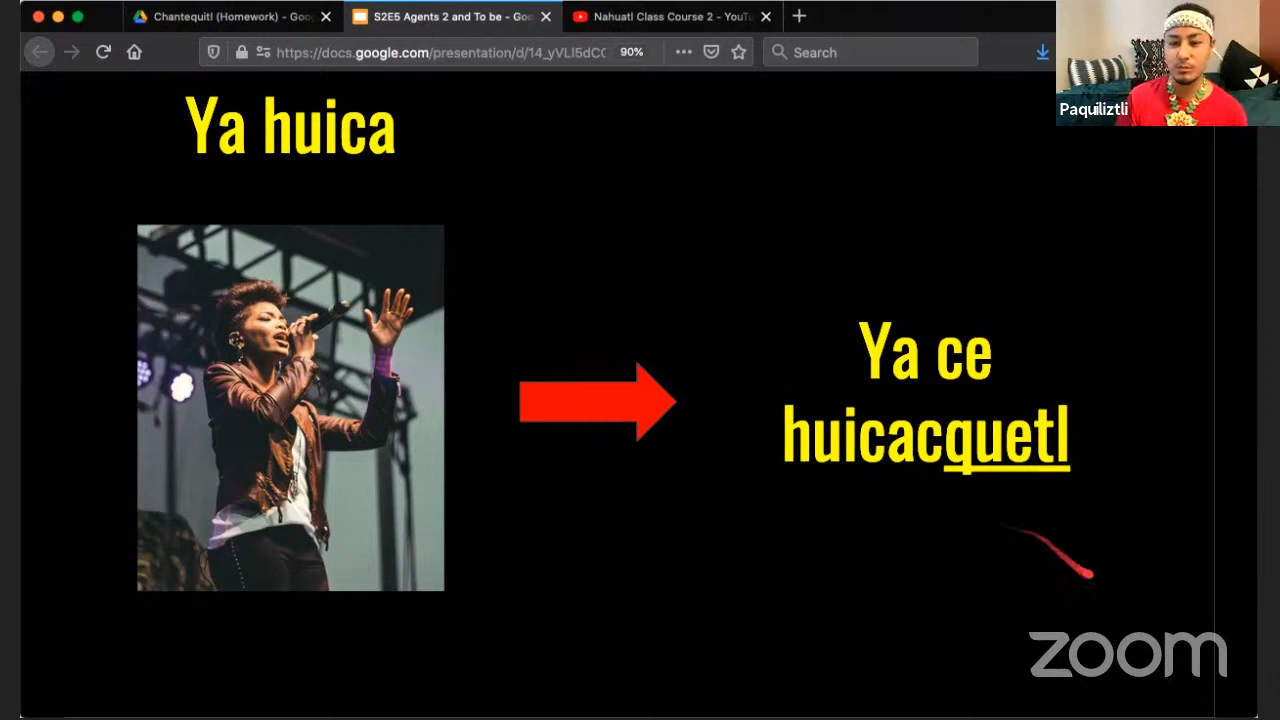 Chantequitl (Homework) - Goo
S2E5 Agents 2 and To be - Goo
Nahuatl Class Course 2 - YouTu
https://docs.google.com/presentation/d/14_yVLl5dC
90%
Search
Paquiliztli
Ya huica
Ya ce
huicacquetl
zoom